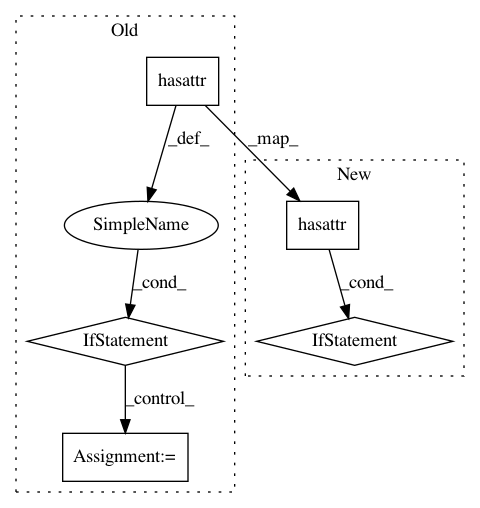 Old
hasattr
_def_
_map_
New
SimpleName
hasattr
_cond_
_cond_
IfStatement
IfStatement
_control_
Assignment:=